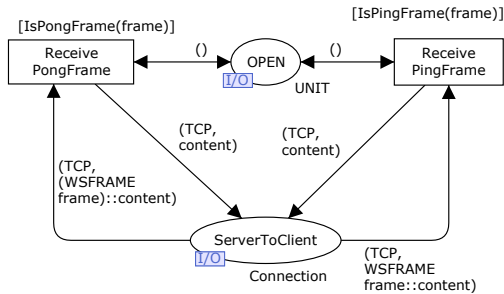 [IsPongFrame(frame)]
[IsPingFrame(frame)]
Receive
PongFrame
()
OPEN
()
Receive
PingFrame
I/O
UNIT
(TCP,
content)
(TCP,
content)
(TCP,
(WSFRAME
frame)::content)
ServerToClient
I/O
Connection
(TCP,
WSFRAME
frame::content)